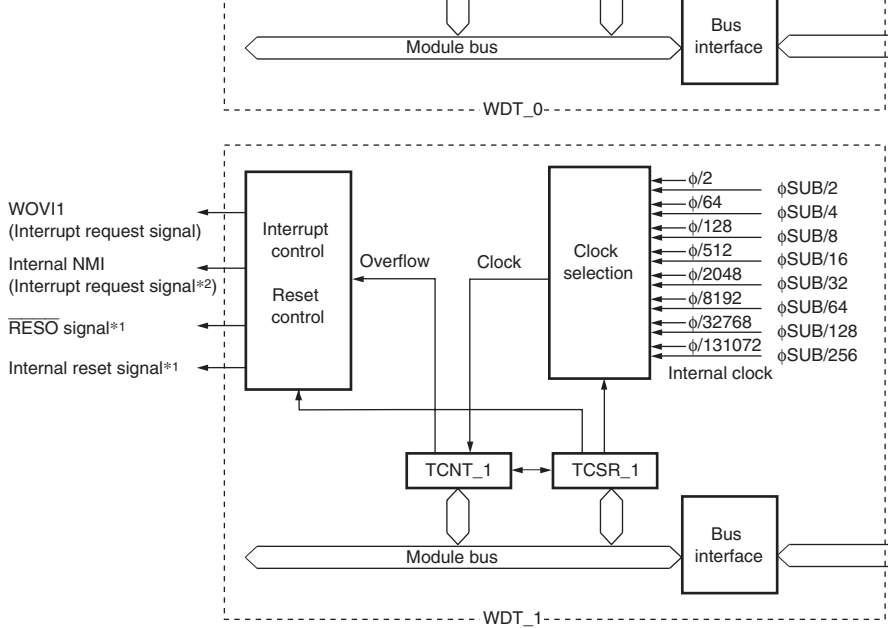 Bus
interface
Module bus
WDT_0
WOVI1
(Interrupt request signal)
Internal NMI
(Interrupt request signal*2)
RESO signal*1
Internal reset signal*1
Interrupt
control
Reset
control
Overflow
Clock
Clock
selection
φ/2
φSUB/2
φ/64
φSUB/4
φ/128
φSUB/8
φ/512
φSUB/16
φ/2048
φSUB/32
φ/8192
φSUB/64
φ/32768
φSUB/128
φ/131072
φSUB/256
Internal clock
TCNT_1
TCSR_1
Module bus
Bus
interface
WDT_1